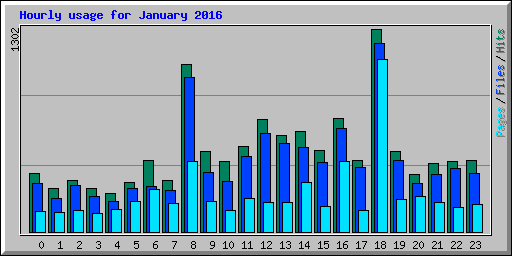 Hourly usage for January 2016
1302
Pages/Files/Hits
0 1 2 3 4 5 6 7 8 9 10 11 12 13 14 15 16 17 18 19 20 21 22 23